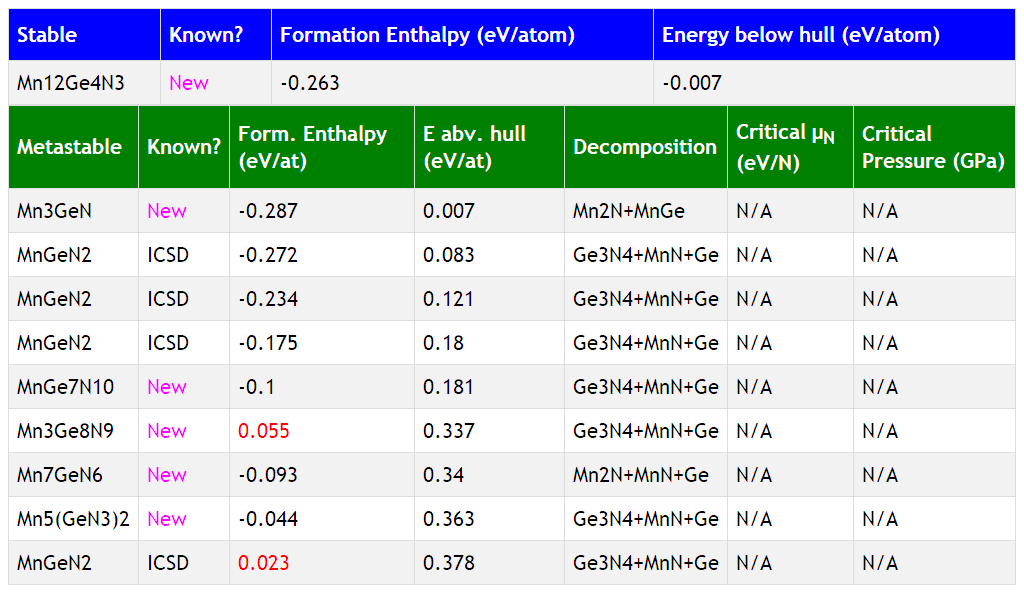 Stable Known? Formation Enthalpy (eV/atom) Energy below hull (eV/atom)
Mn12Ge4N3 New -0.263 -0.007
Metastable Known? Form. Enthalpy (eV/at) E abv. hull (eV/at) Decomposition Critical μN (eV/N) Critical Pressure (GPa)
Mn3GeN New -0.287 0.007 Mn2N+MnGe N/A N/A
MnGeN2 ICSD -0.272 0.083 Ge3N4+MnN+Ge N/A N/A
MnGeN2 ICSD -0.234 0.121 Ge3N4+MnN+Ge N/A N/A
MnGeN2 ICSD -0.175 0.18 Ge3N4+MnN+Ge N/A N/A
MnGe7N10 New -0.1 0.181 Ge3N4+MnN+Ge N/A N/A
Mn3Ge8N9 New 0.055 0.337 Ge3N4+MnN+Ge N/A N/A
Mn7GeN6 New -0.093 0.34 Mn2N+MnN+Ge N/A N/A
Mn5(GeN3)2 New -0.044 0.363 Ge3N4+MnN+Ge N/A N/A
MnGeN2 ICSD 0.023 0.378 Ge3N4+MnN+Ge N/A N/A